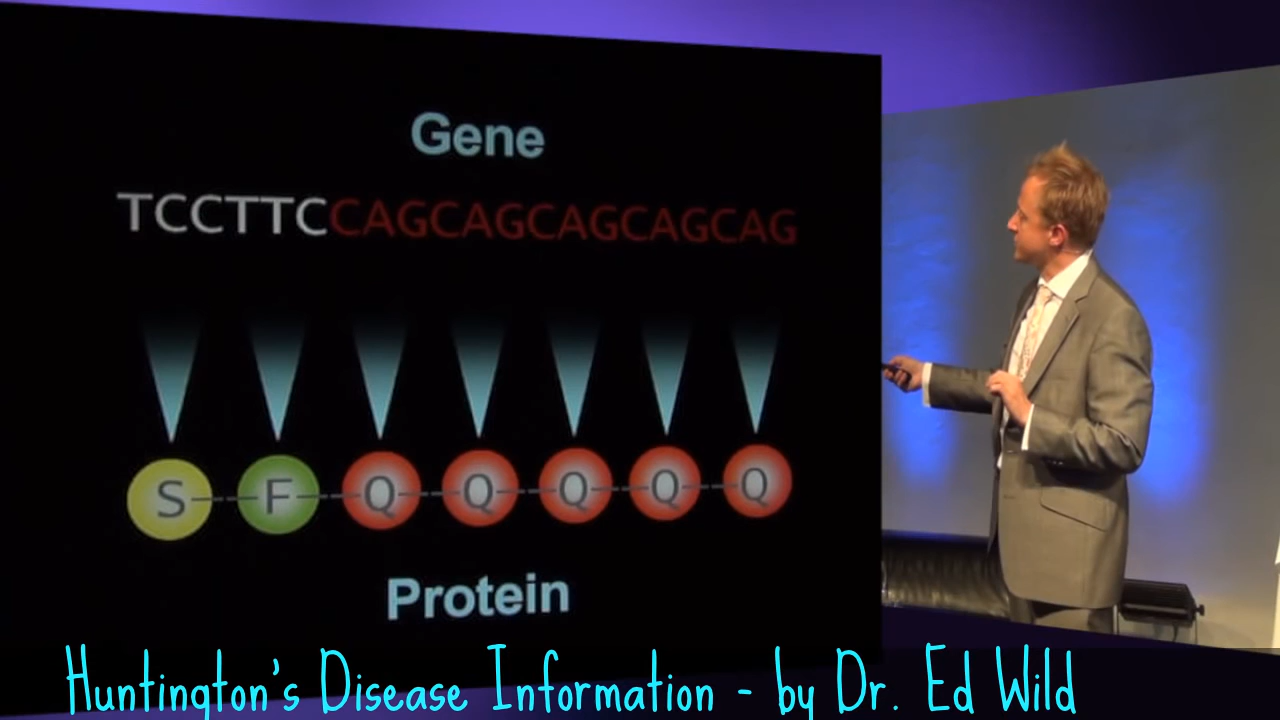 Gene
TCCTTCCAGCAGCAGCAGCAG
S F Q Q Q Q Q
Protein
Huntington's Disease Information - by Dr. Ed Wild